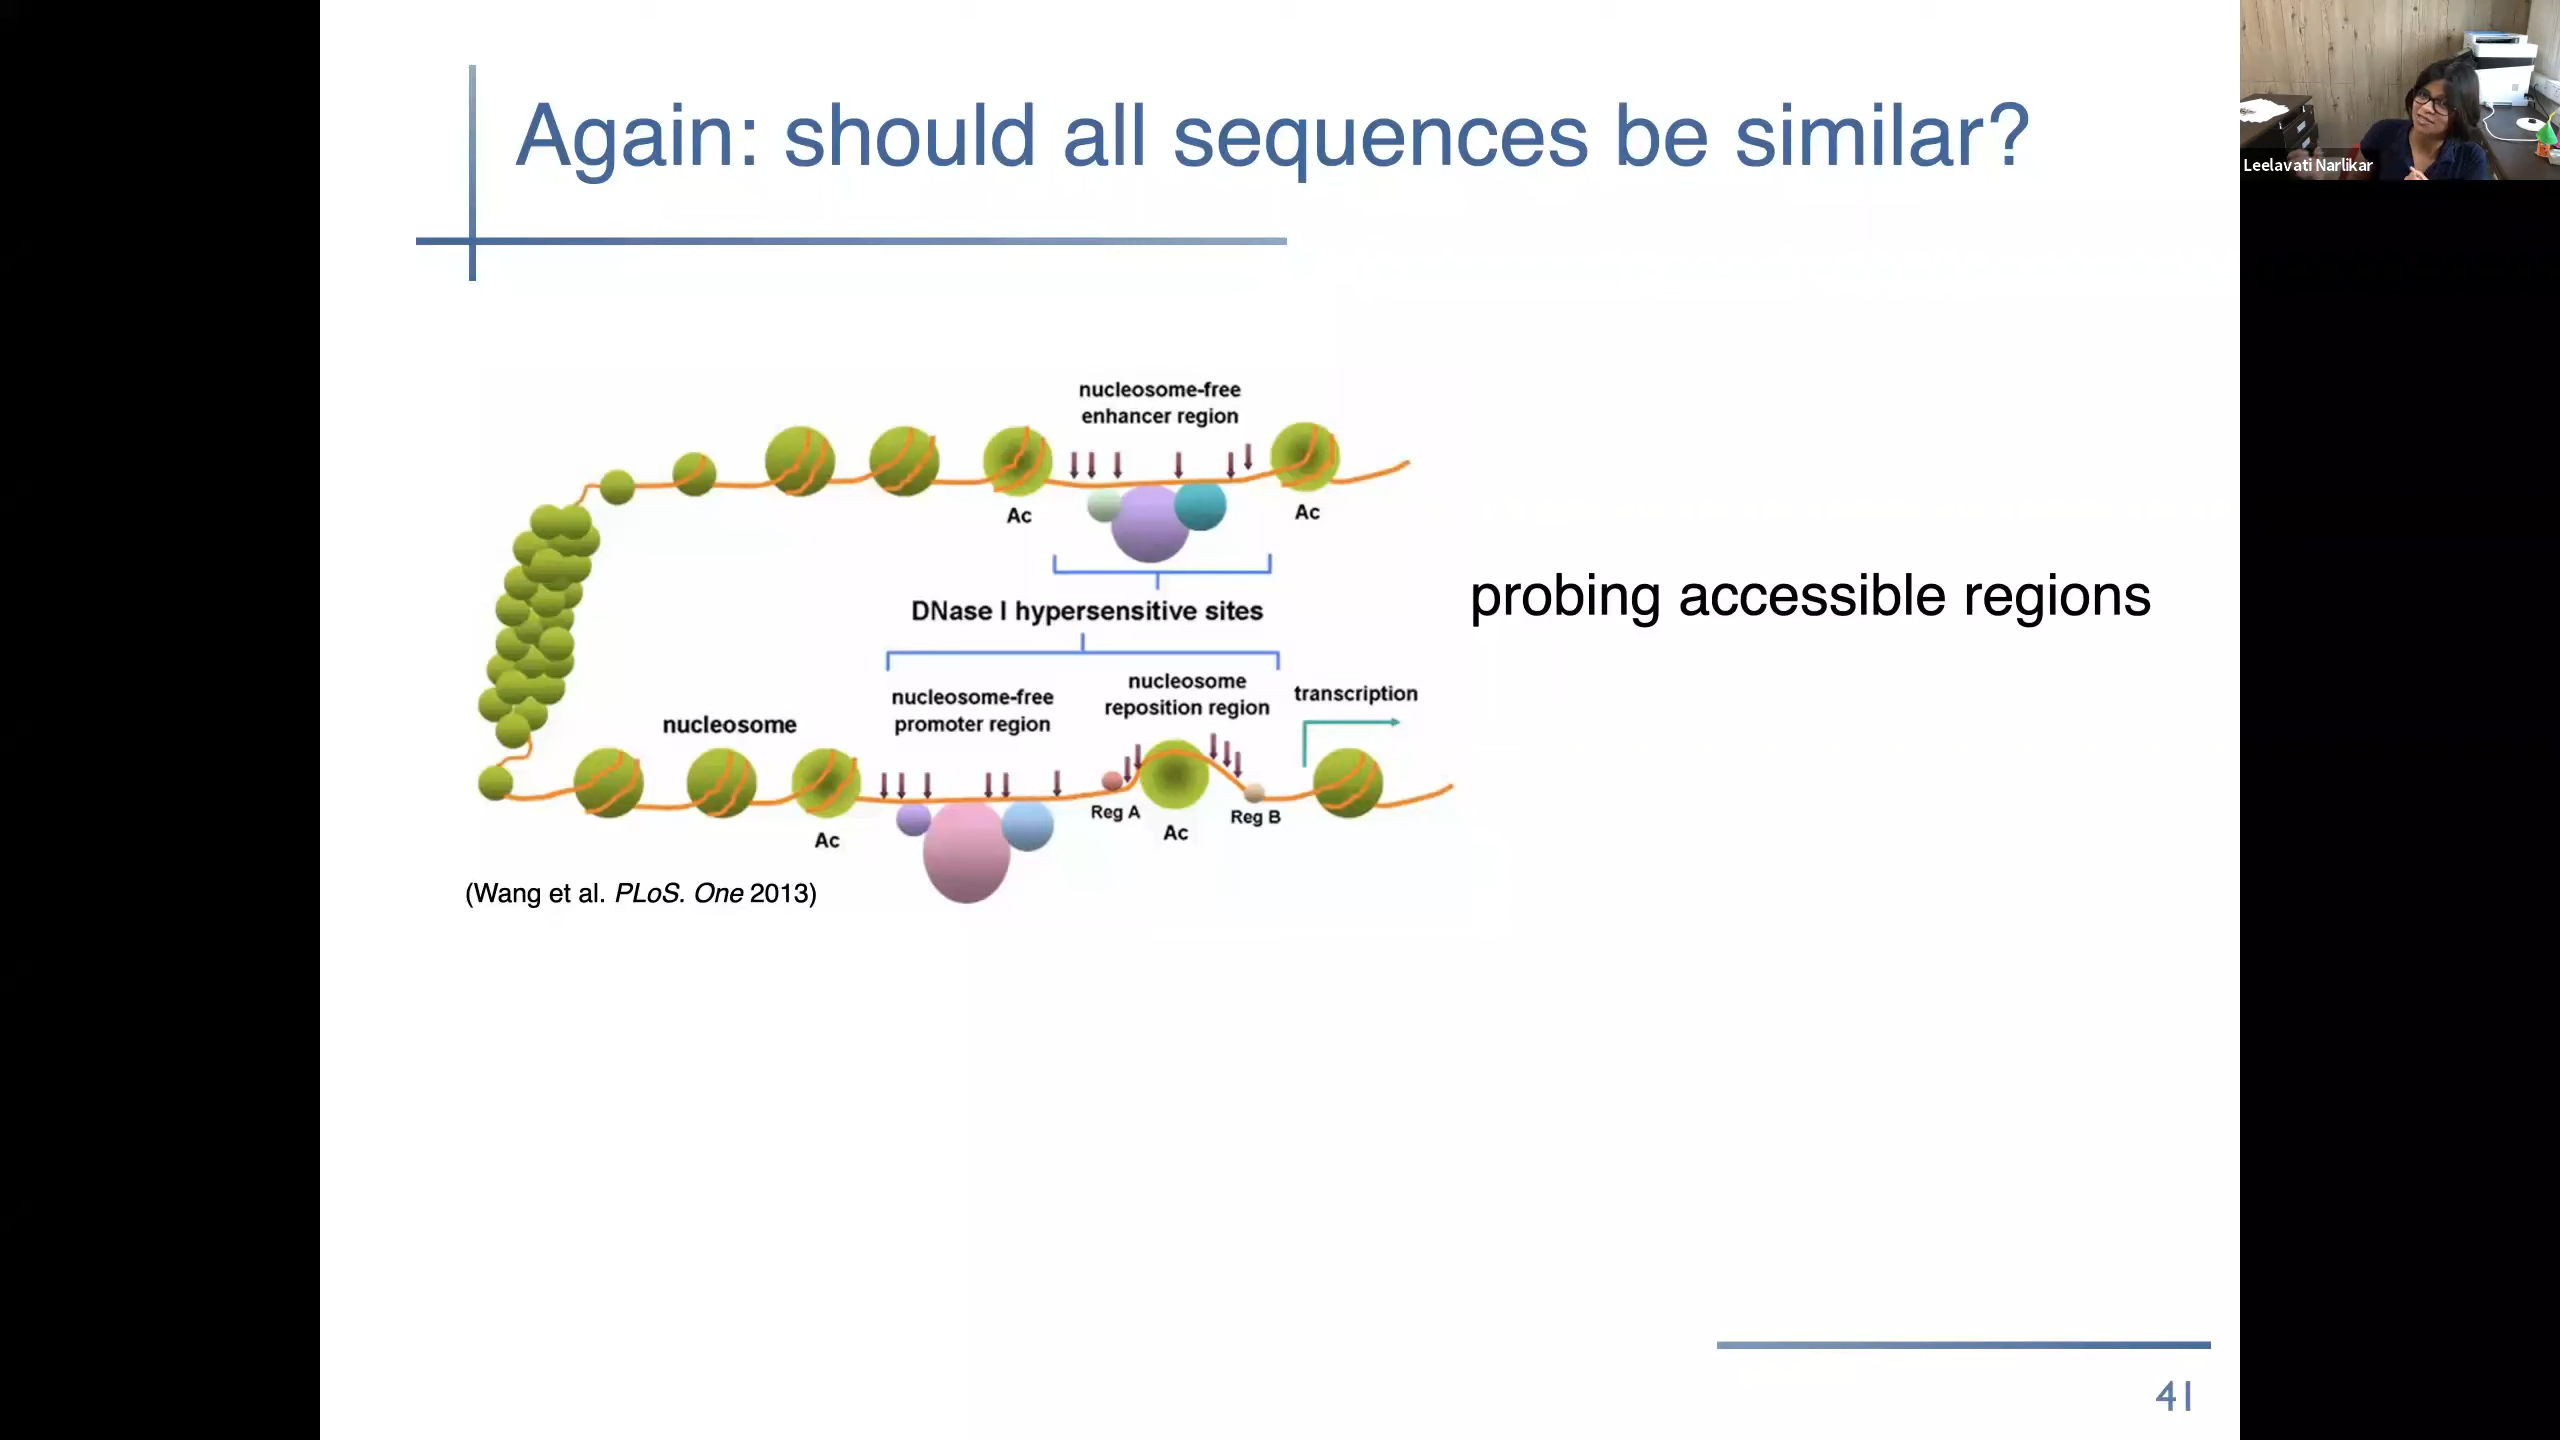 Again: should all sequences be similar?
Leelavati Narlikar
nucleosome-free
enhancer region
Ac
Ac
DNase I hypersensitive sites
probing accessible regions
nucleosome-free
promoter region
nucleosome
reposition region
transcription
nucleosome
Reg A
Ac
Reg B
Ac
(Wang et al. PLoS. One 2013)
41